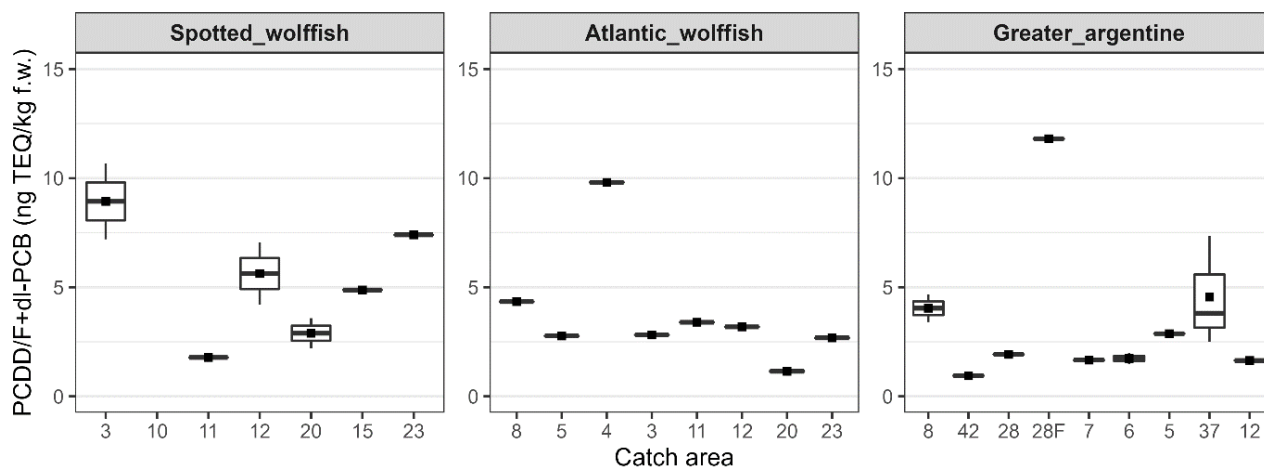 Spotted_wolffish
Atlantic_wolffish
Greater_argentine
PCDD/F+dl-PCB (ng TEQ/kg f.w.)
15
10
5
0
3 10 11 12 20 15 23
15
10
5
0
8 5 4 3 11 12 20 23
15
10
5
0
8 42 28 28F 7 6 5 37 12
Catch area